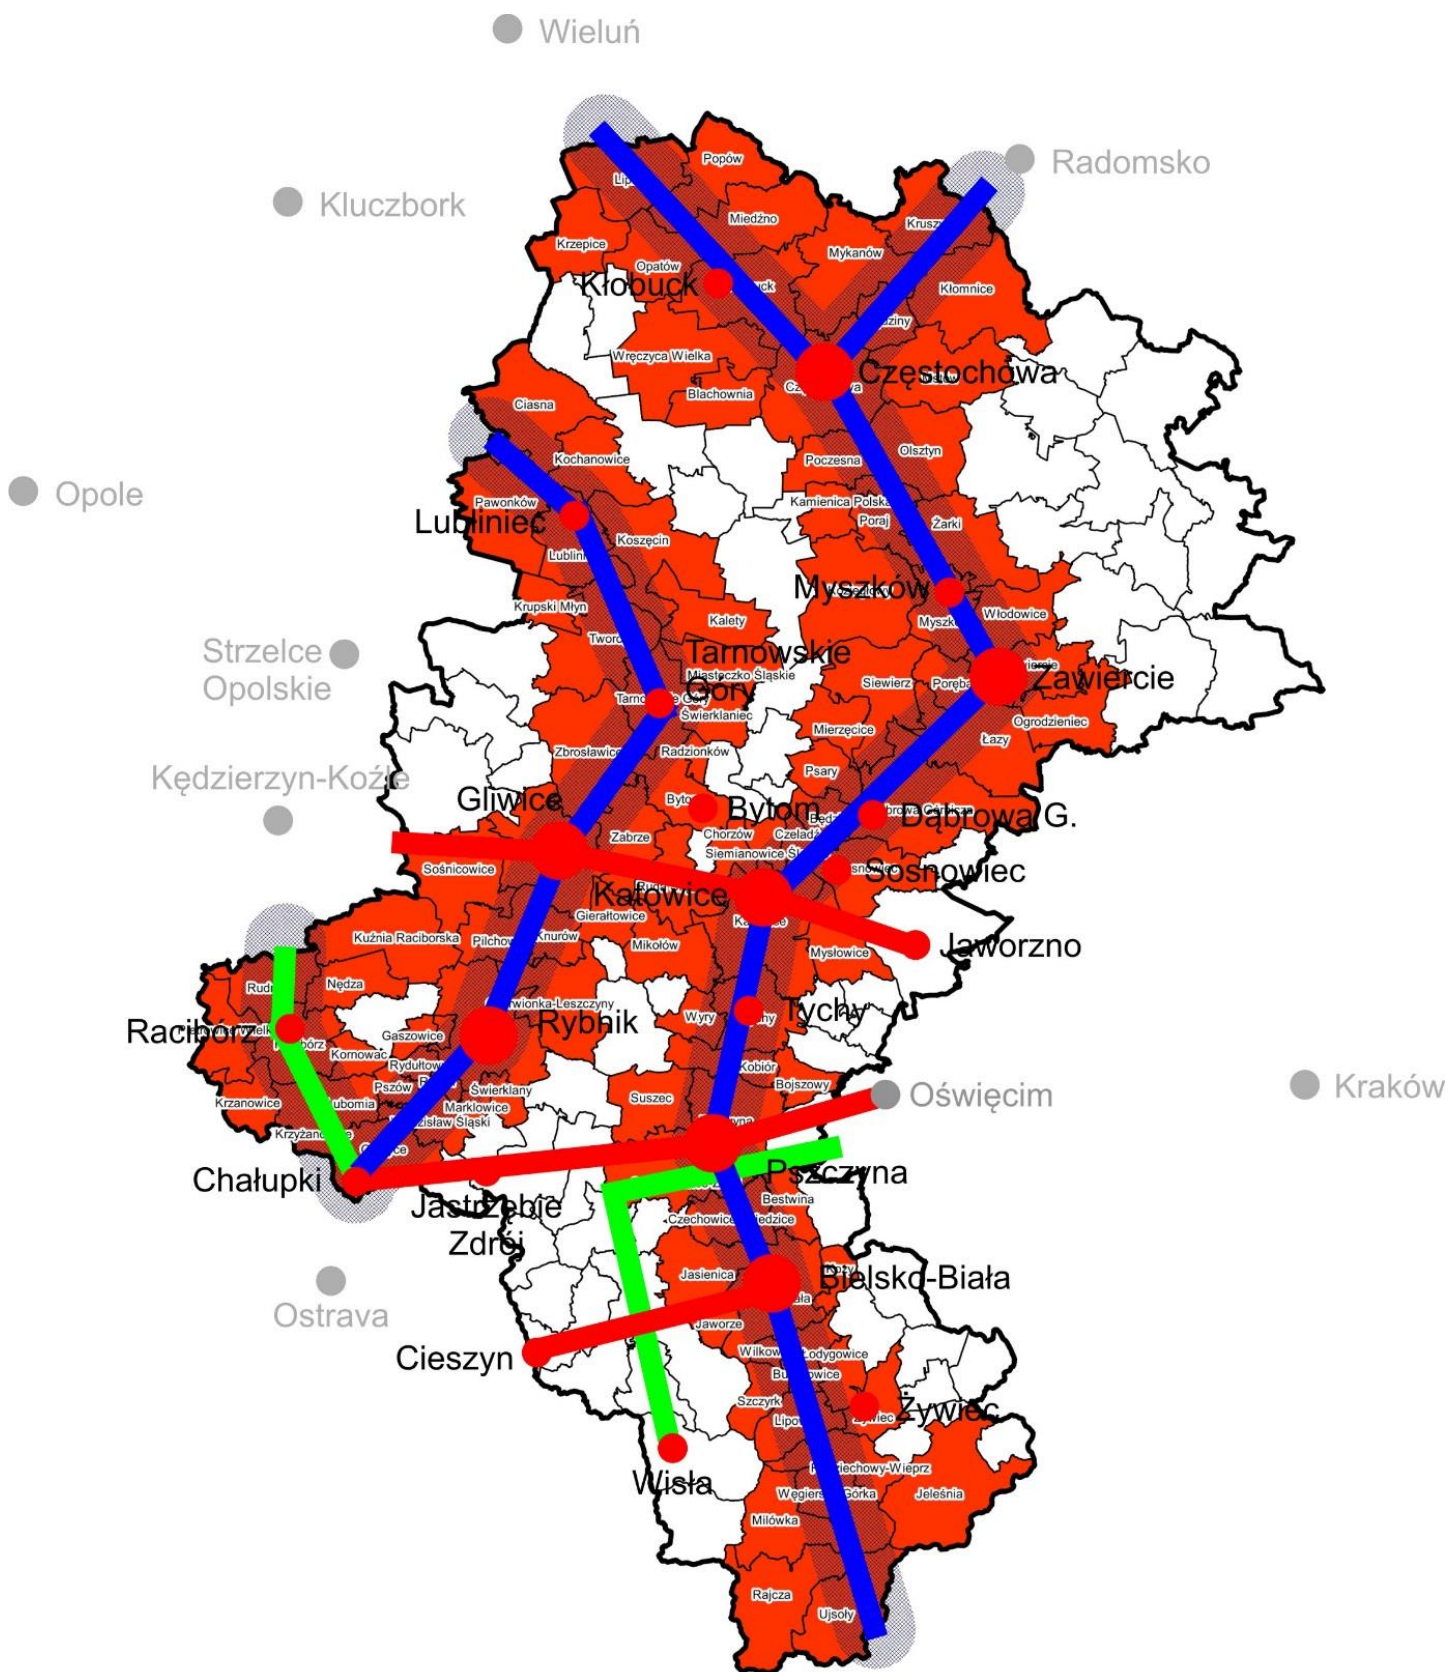 Wieluń
Radomsko
Kluczbork
Popów
Miedźno
Krzepice
Mykanów
Opatów
Kłobuck
Kłomnice
Wręczyca Wielka
Częstochowa
Blachownia
Ciasna
Olsztyn
Kochanowice
Poczesna
Opole
Pawonków
Kamienica Polska
Lubliniec
Poraj
Żarki
Koszęcin
Myszków
Krupski Młyn
Włodowice
Kalety
Strzelce
Opolskie
Tarnowskie
Góry
Miasteczko Śląskie
Siewierz
Poręba
Zawiercie
Świerklaniec
Ogrodzieniec
Mierzęcice
Łazy
Zbrosławice
Radzionków
Psary
Kędzierzyn-Koźle
Gliwice
Bytom
Dąbrowa G.
Zabrze
Chorzów
Czeladź
Sośnicowice
Sosnowiec
Katowice
Gierałtowice
Kuźnia Raciborska
Knurów
Mikołów
Jaworzno
Mysłowice
Nędza
Rybnik
Wyry
Tychy
Racibórz
Gaszowice
Kornowac
Kobiór
Pszów
Świerklany
Suszec
Bojszowy
Oświęcim
Kraków
Krzanowice
Marklowice
Chałupki
Pszczyna
Jastrzębie
Zdrój
Bestwina
Jasienica
Bielsko-Biała
Ostrava
Jaworze
Cieszyn
Łodygowice
Szczyrk
Żywiec
Wisła
Jeleśnia
Milówka
Rajcza
Ujsoły